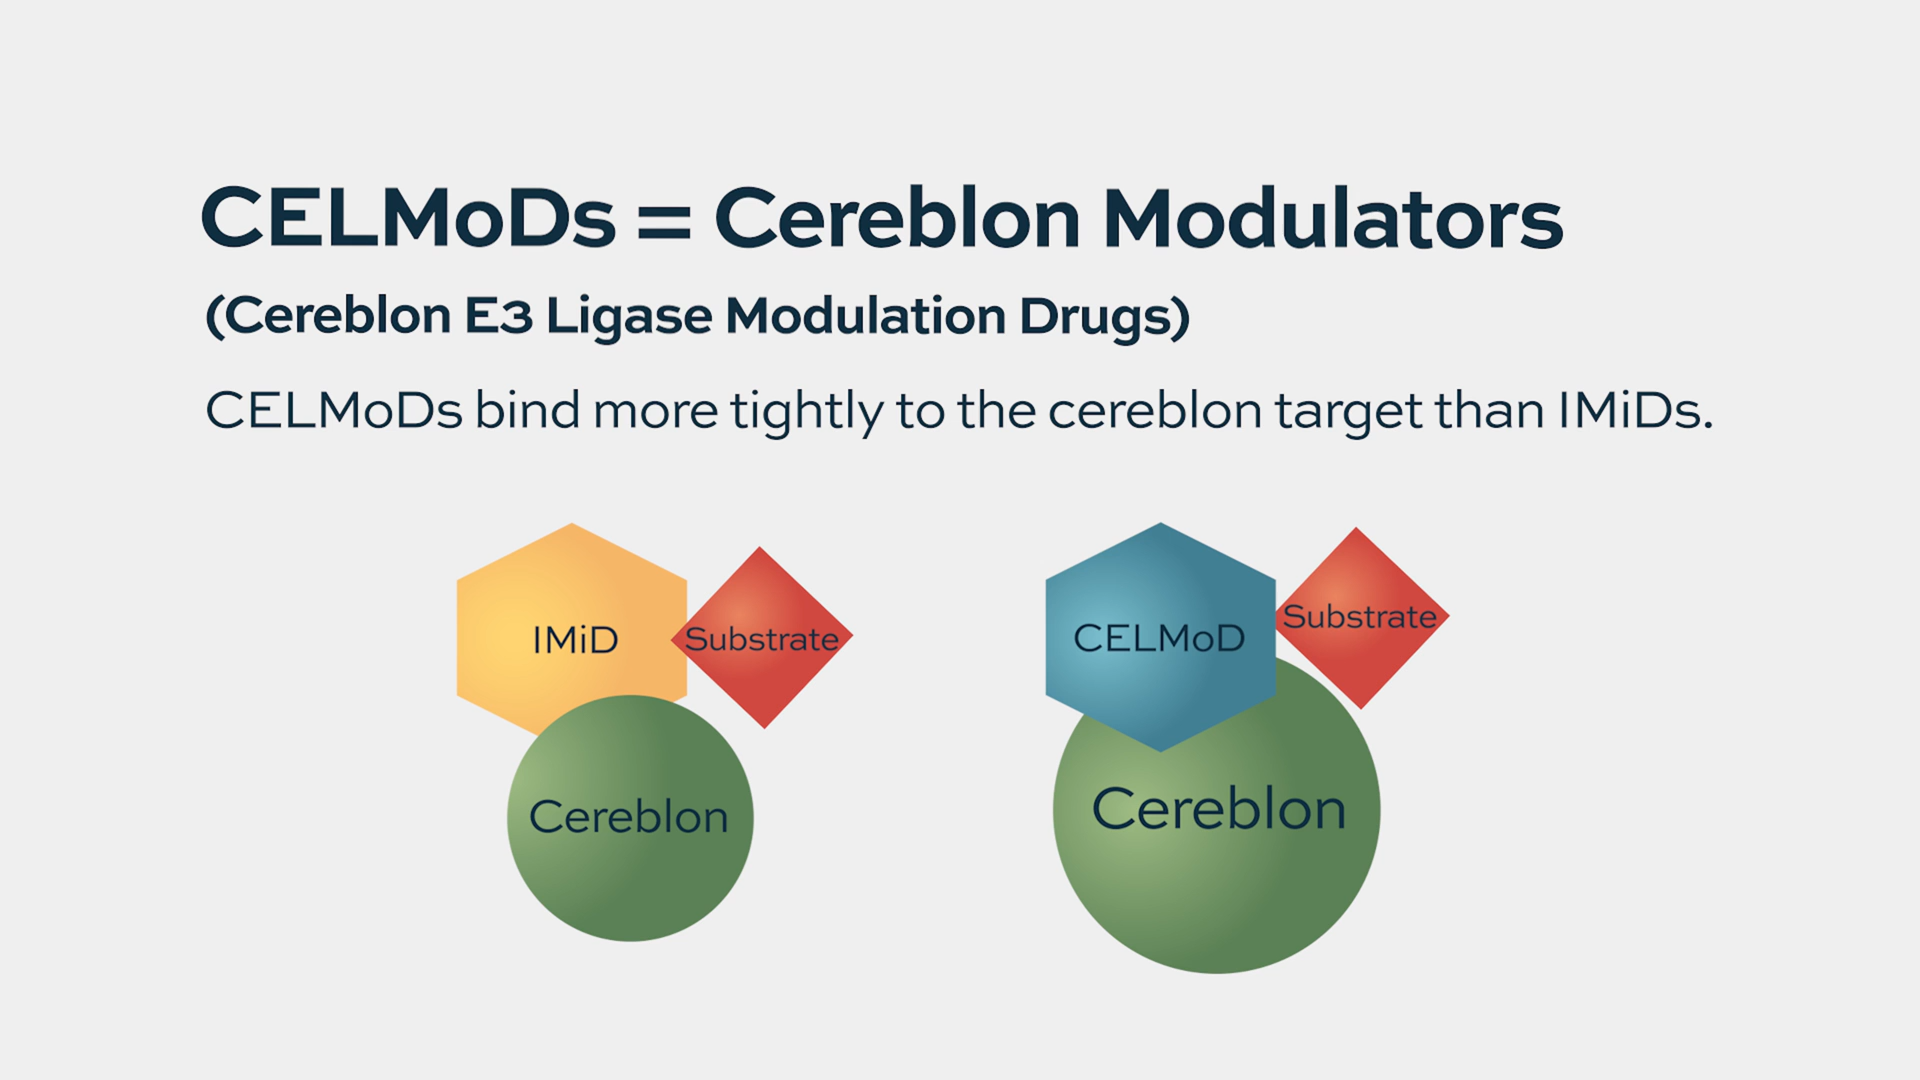 CELMoDs = Cereblon Modulators
(Cereblon E3 Ligase Modulation Drugs)
CELMoDs bind more tightly to the cereblon target than IMiDs.
IMiD
Substrate
Cereblon
CELMoD
Substrate
Cereblon